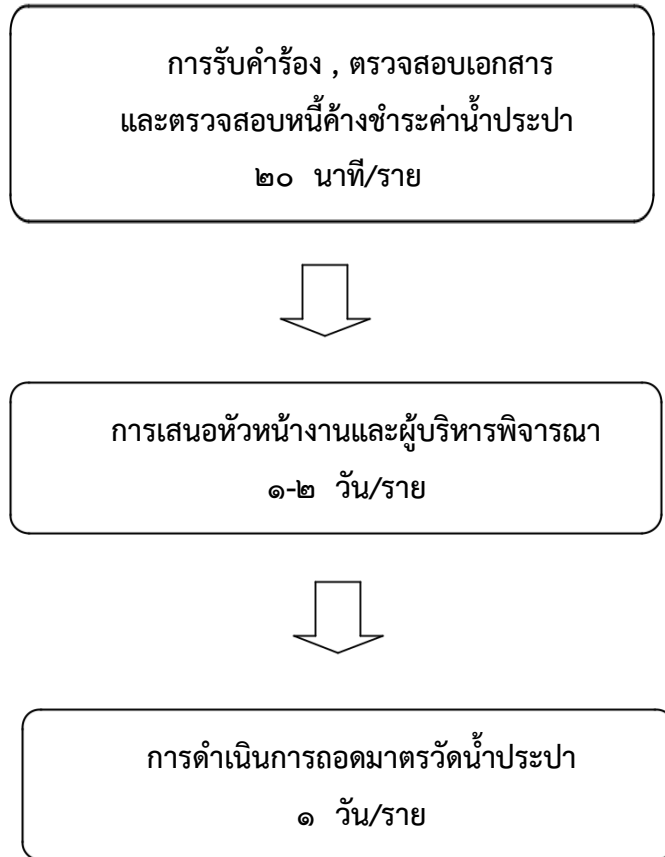 การรับคำร้อง , ตรวจสอบเอกสาร
และตรวจสอบหนี้ค้างชำระค่าน้ำประปา
๒๐ นาที/ราย
การเสนอหัวหน้างานและผู้บริหารพิจารณา
๑-๒ วัน/ราย
การดำเนินการถอดมาตรวัดน้ำประปา
๑ วัน/ราย